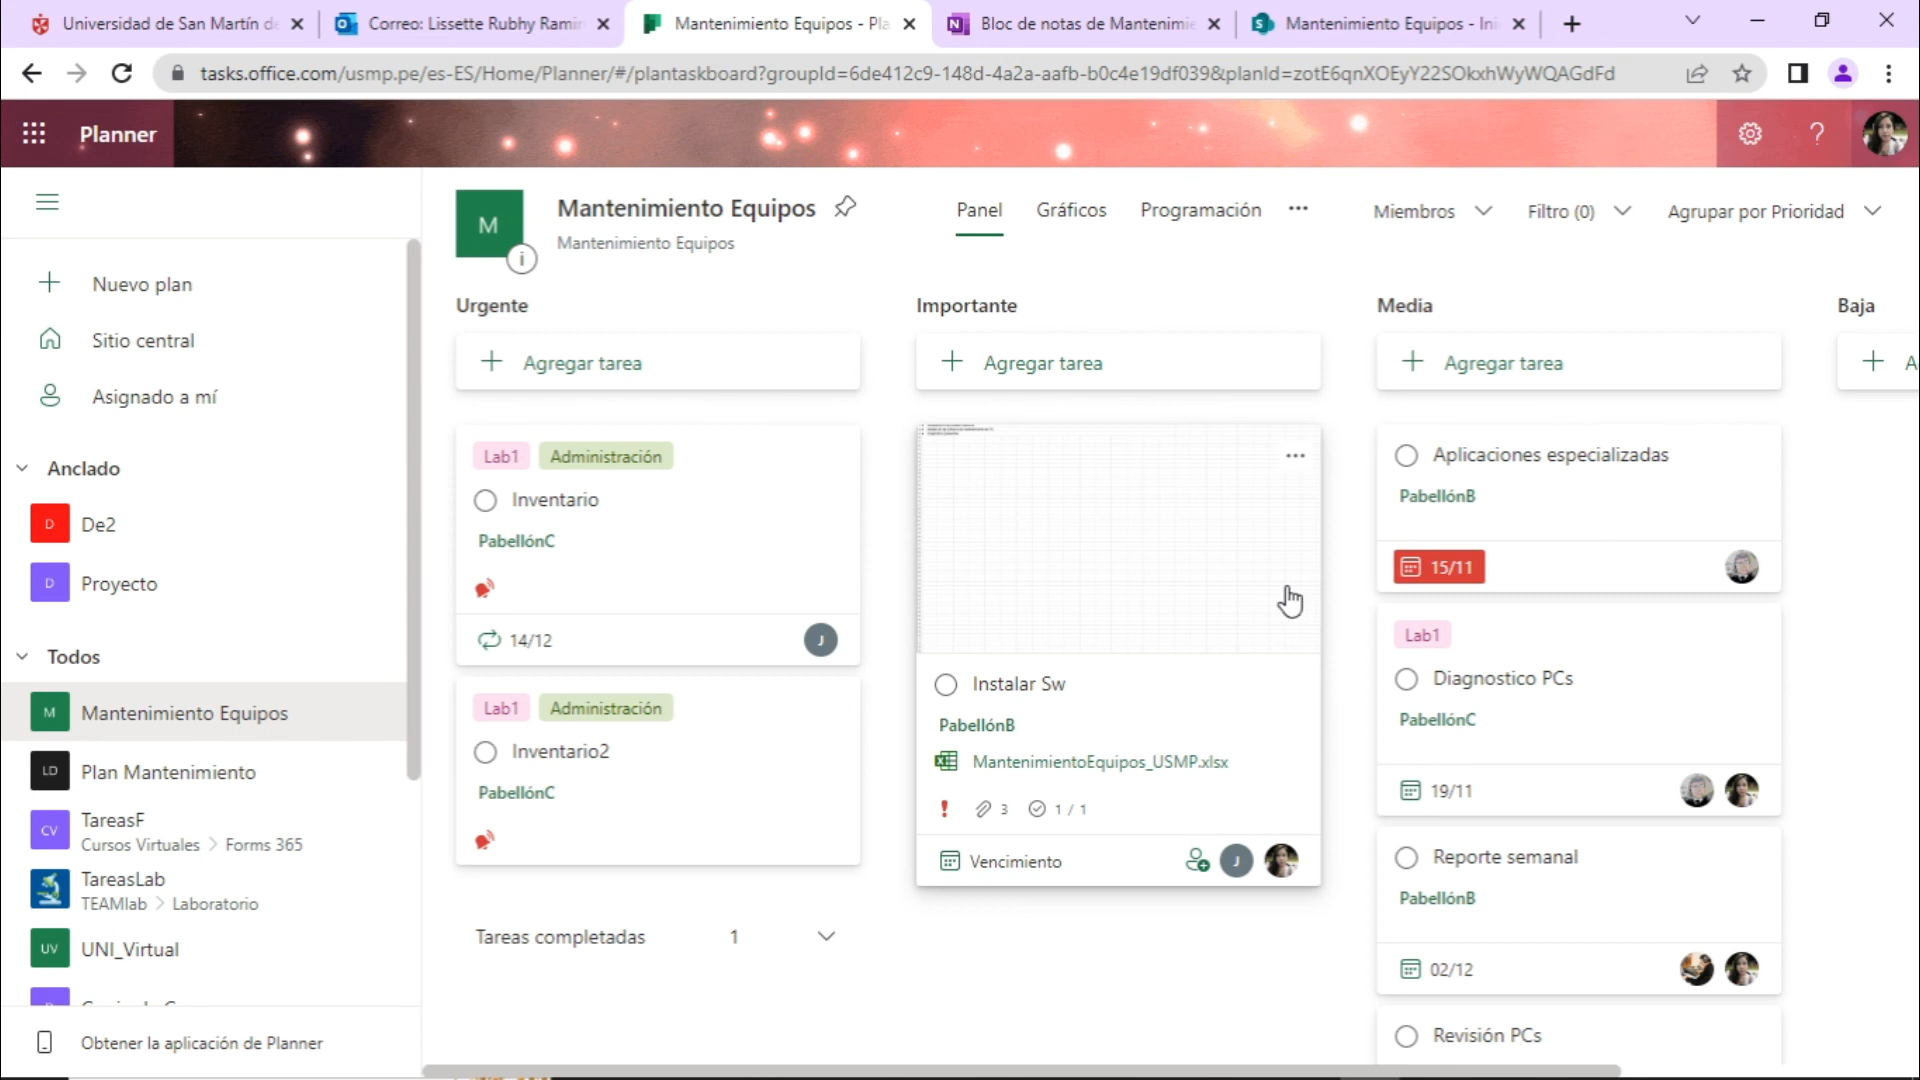 Universidad de San Martín de
Correo: Lissette Rubhy Ramir
Mantenimiento Equipos - Pla
Bloc de notas de Mantenimie
Mantenimiento Equipos - Ini
tasks.office.com/usmp.pe/es-ES/Home/Planner/#/plantaskboard?groupId=6de412c9-148d-4a2a-aafb-b0c4e19df039&planId=zotE6qnXOEyY22SOkxhWyWQAGdFd
Planner
?
M
Mantenimiento Equipos
Mantenimiento Equipos
Panel
Gráficos
Programación
Miembros
Filtro (0)
Agrupar por Prioridad
Nuevo plan
Sitio central
Asignado a mí
Anclado
D
De2
D
Proyecto
Todos
M
Mantenimiento Equipos
LD
Plan Mantenimiento
CV
TareasF
Cursos Virtuales > Forms 365
TareasLab
TEAMlab > Laboratorio
UV
UNI_Virtual
Obtener la aplicación de Planner
Urgente
Agregar tarea
Lab1 Administración
Inventario
PabellónC
14/12
J
Lab1 Administración
Inventario2
PabellónC
Tareas completadas 1
Importante
Agregar tarea
Instalar Sw
PabellónB
MantenimientoEquipos_USMP.xlsx
3 1 / 1
Vencimiento
J
Media
Agregar tarea
Aplicaciones especializadas
PabellónB
15/11
Lab1
Diagnostico PCs
PabellónC
19/11
Reporte semanal
PabellónB
02/12
Revisión PCs
Baja
A